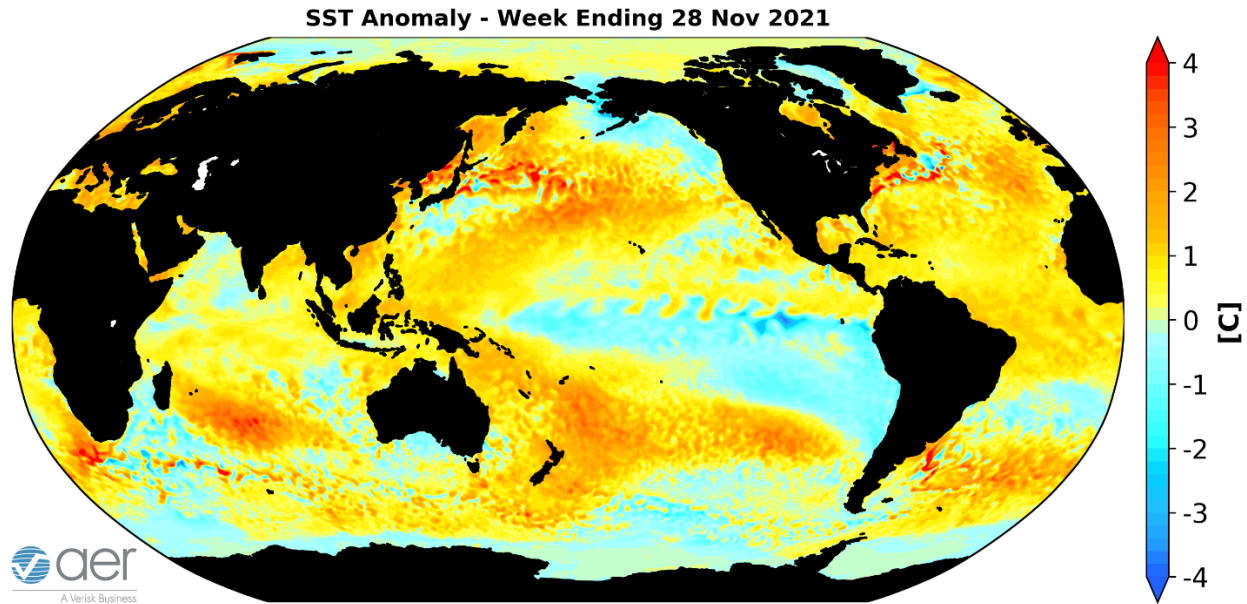 SST Anomaly - Week Ending 28 Nov 2021
4
3
2
1
0
-1
-2
-3
-4
[C]
aer
A Verisk Business